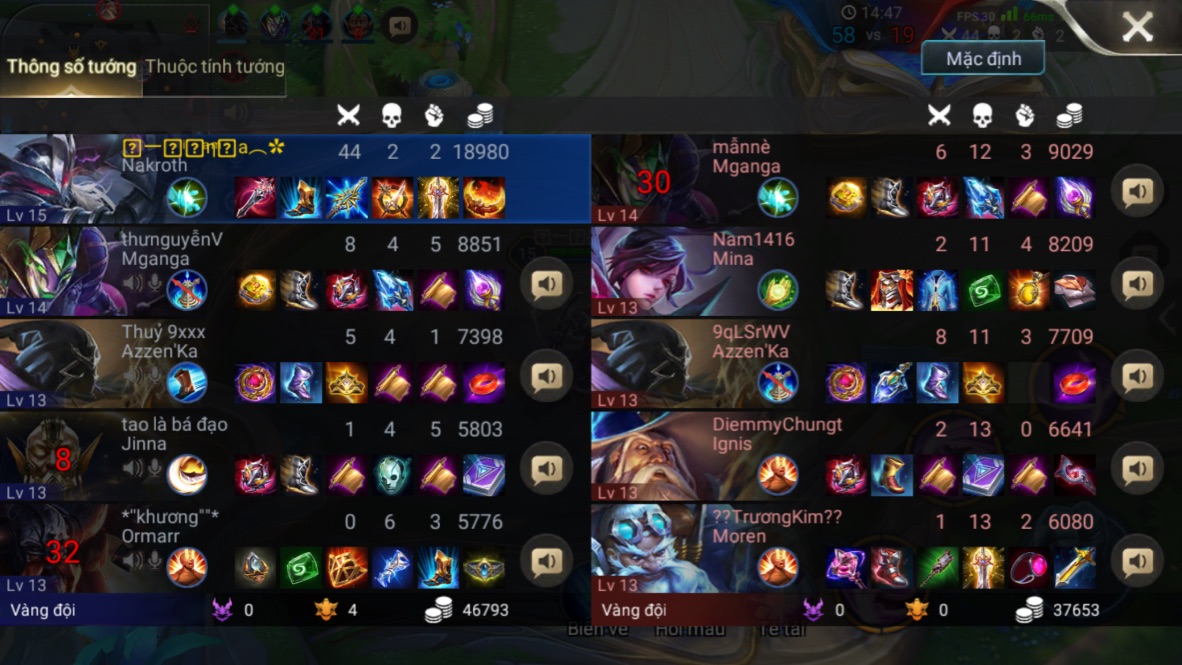 14:47
FPS 30 66ms
58 vs 19
44 2 2
Mặc định
Thông số tướng Thuộc tính tướng
44 2 2 18980
Nakroth
Lv 15
thưnguyễnV
8 4 5 8851
Mganga
Lv 14
Thuỷ 9xxx
5 4 1 7398
Azzen'Ka
Lv 13
tao là bá đạo
1 4 5 5803
Jinna
8
Lv 13
*"khương""*
0 6 3 5776
Ormarr
32
Lv 13
Vàng đội 0 4 46793
mẫnnè
6 12 3 9029
Mganga
30
Lv 14
Nam1416
2 11 4 8209
Mina
Lv 13
9qLSrWV
8 11 3 7709
Azzen'Ka
Lv 13
DiemmyChungt
2 13 0 6641
Ignis
Lv 13
??TrươngKim??
1 13 2 6080
Moren
Lv 13
Vàng đội 0 0 37653
Biến về Hồi máu Tê tái